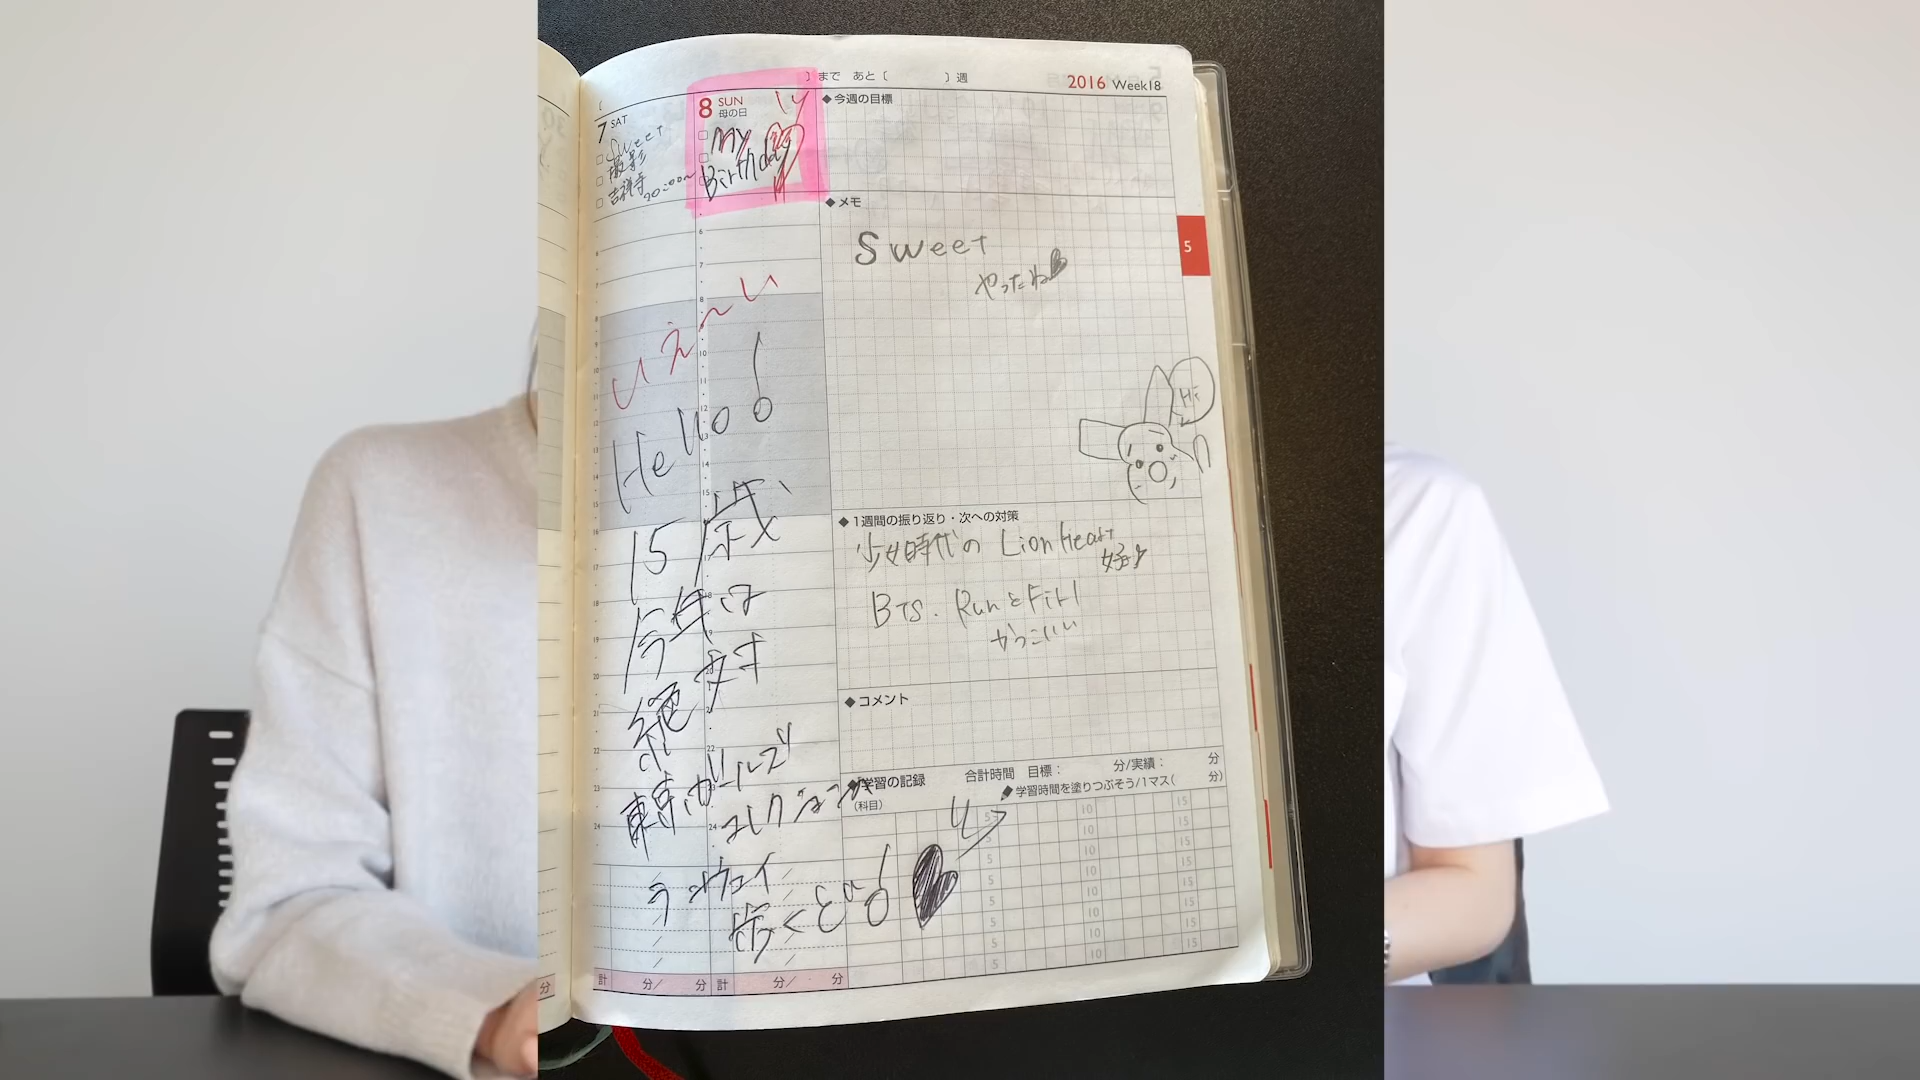 〕まで あと〔 〕週
2016 Week18
7 SAT
Sweet
撮影
吉祥寺
20:00〜
8 SUN
母の日
My
Birthday
◆今週の目標
◆メモ
Sweet
やったね
5
いえ〜い
Hello!
15歳
今年は
絶対
東京ガールズ
コレクションの
ランウェイ
歩くぞ!
Hi
◆1週間の振り返り・次への対策
少女時代の Lion Heart
好き
BTS. Run と Fire
かっこいい
◆コメント
◆学習の記録
(科目)
合計時間 目標: 分/実績: 分
学習時間を塗りつぶそう/1マス( 分)
計 分/ 分 計 分/ 分